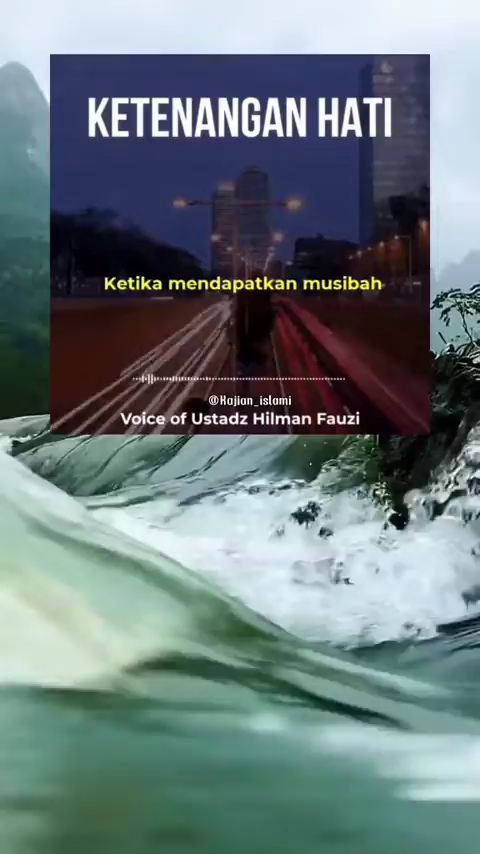 KETENANGAN HATI
Ketika mendapatkan musibah
@Kajian_islami
Voice of Ustadz Hilman Fauzi